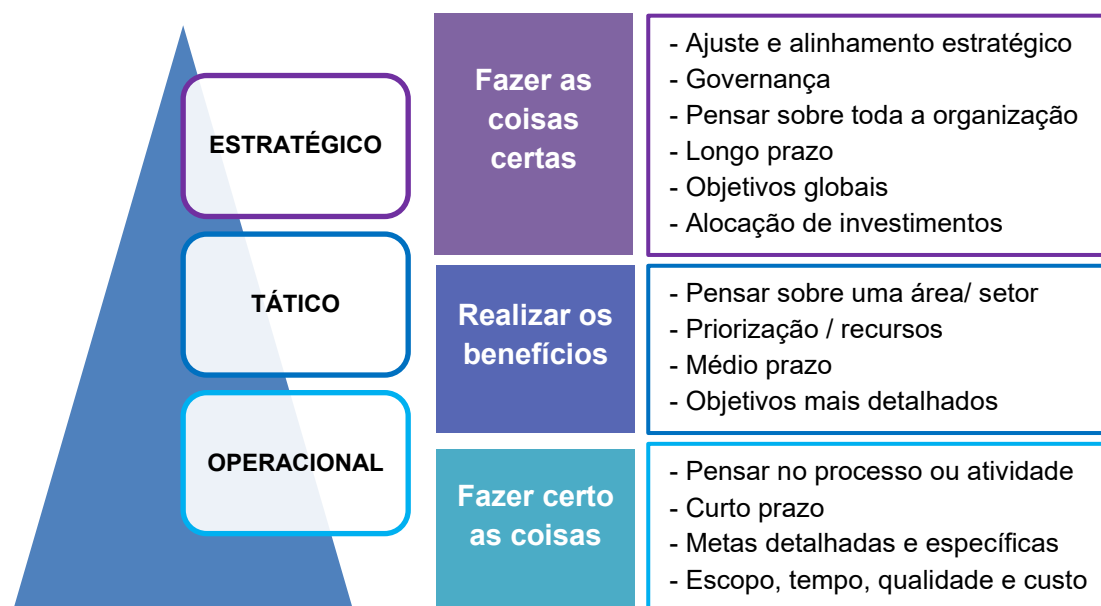 ESTRATÉGICO
Fazer as
coisas
certas
- Ajuste e alinhamento estratégico
- Governança
- Pensar sobre toda a organização
- Longo prazo
- Objetivos globais
- Alocação de investimentos
TÁTICO
Realizar os
benefícios
- Pensar sobre uma área/ setor
- Priorização / recursos
- Médio prazo
- Objetivos mais detalhados
OPERACIONAL
Fazer certo
as coisas
- Pensar no processo ou atividade
- Curto prazo
- Metas detalhadas e específicas
- Escopo, tempo, qualidade e custo